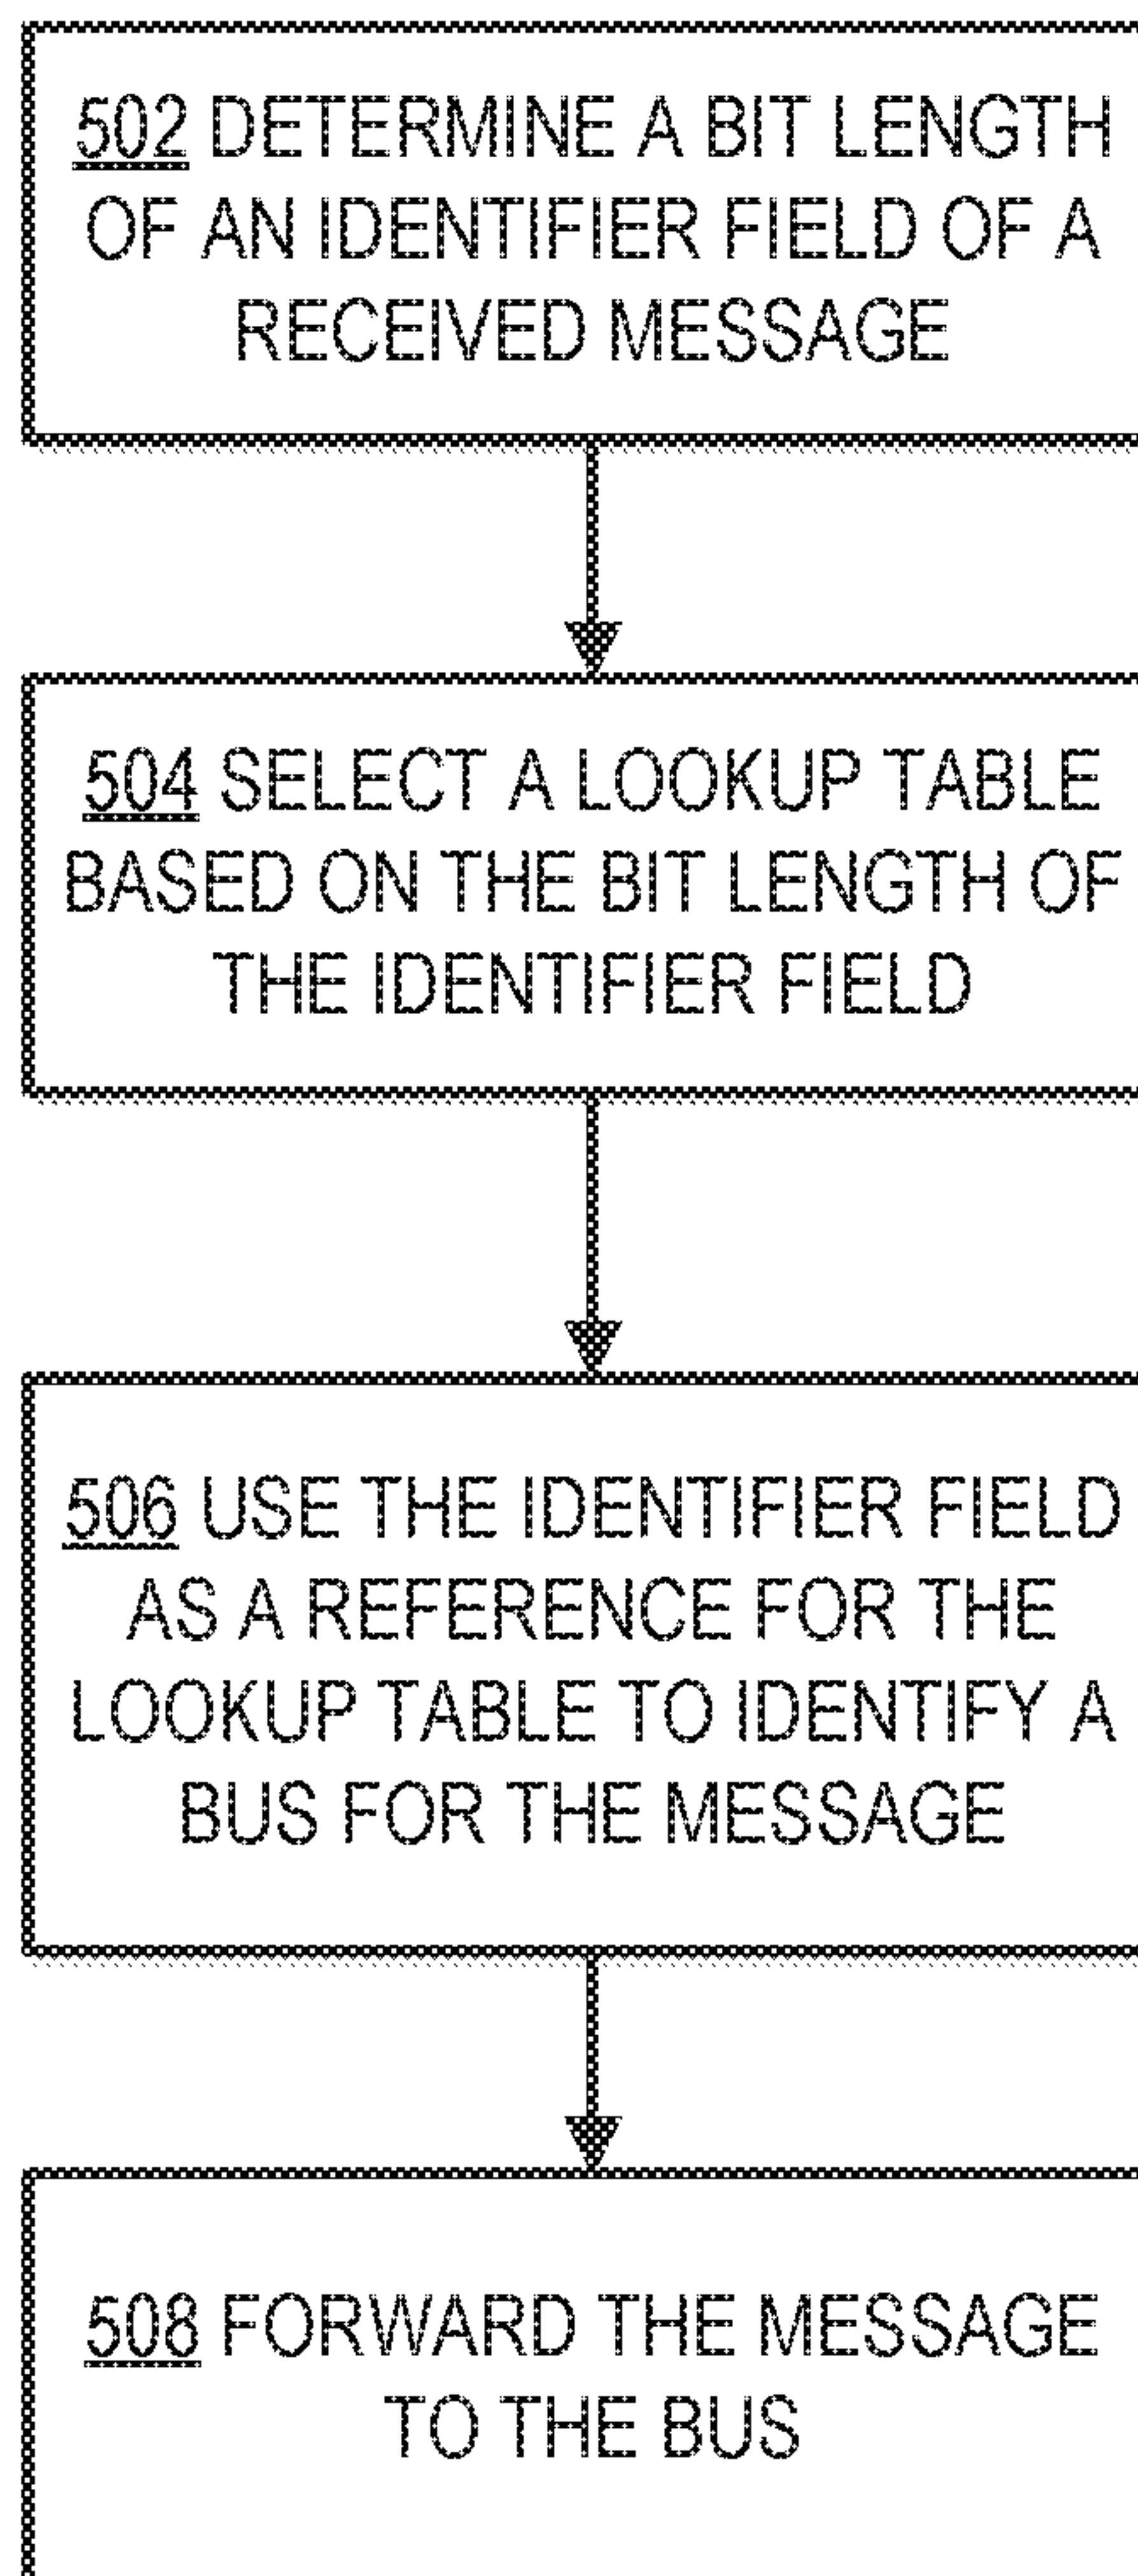 502 DETERMINE A BIT LENGTH
OF AN IDENTIFIER FIELD OF A
RECEIVED MESSAGE
504 SELECT A LOOKUP TABLE
BASED ON THE BIT LENGTH OF
THE IDENTIFIER FIELD
506 USE THE IDENTIFIER FIELD
AS A REFERENCE FOR THE
LOOKUP TABLE TO IDENTIFY A
BUS FOR THE MESSAGE
508 FORWARD THE MESSAGE
TO THE BUS